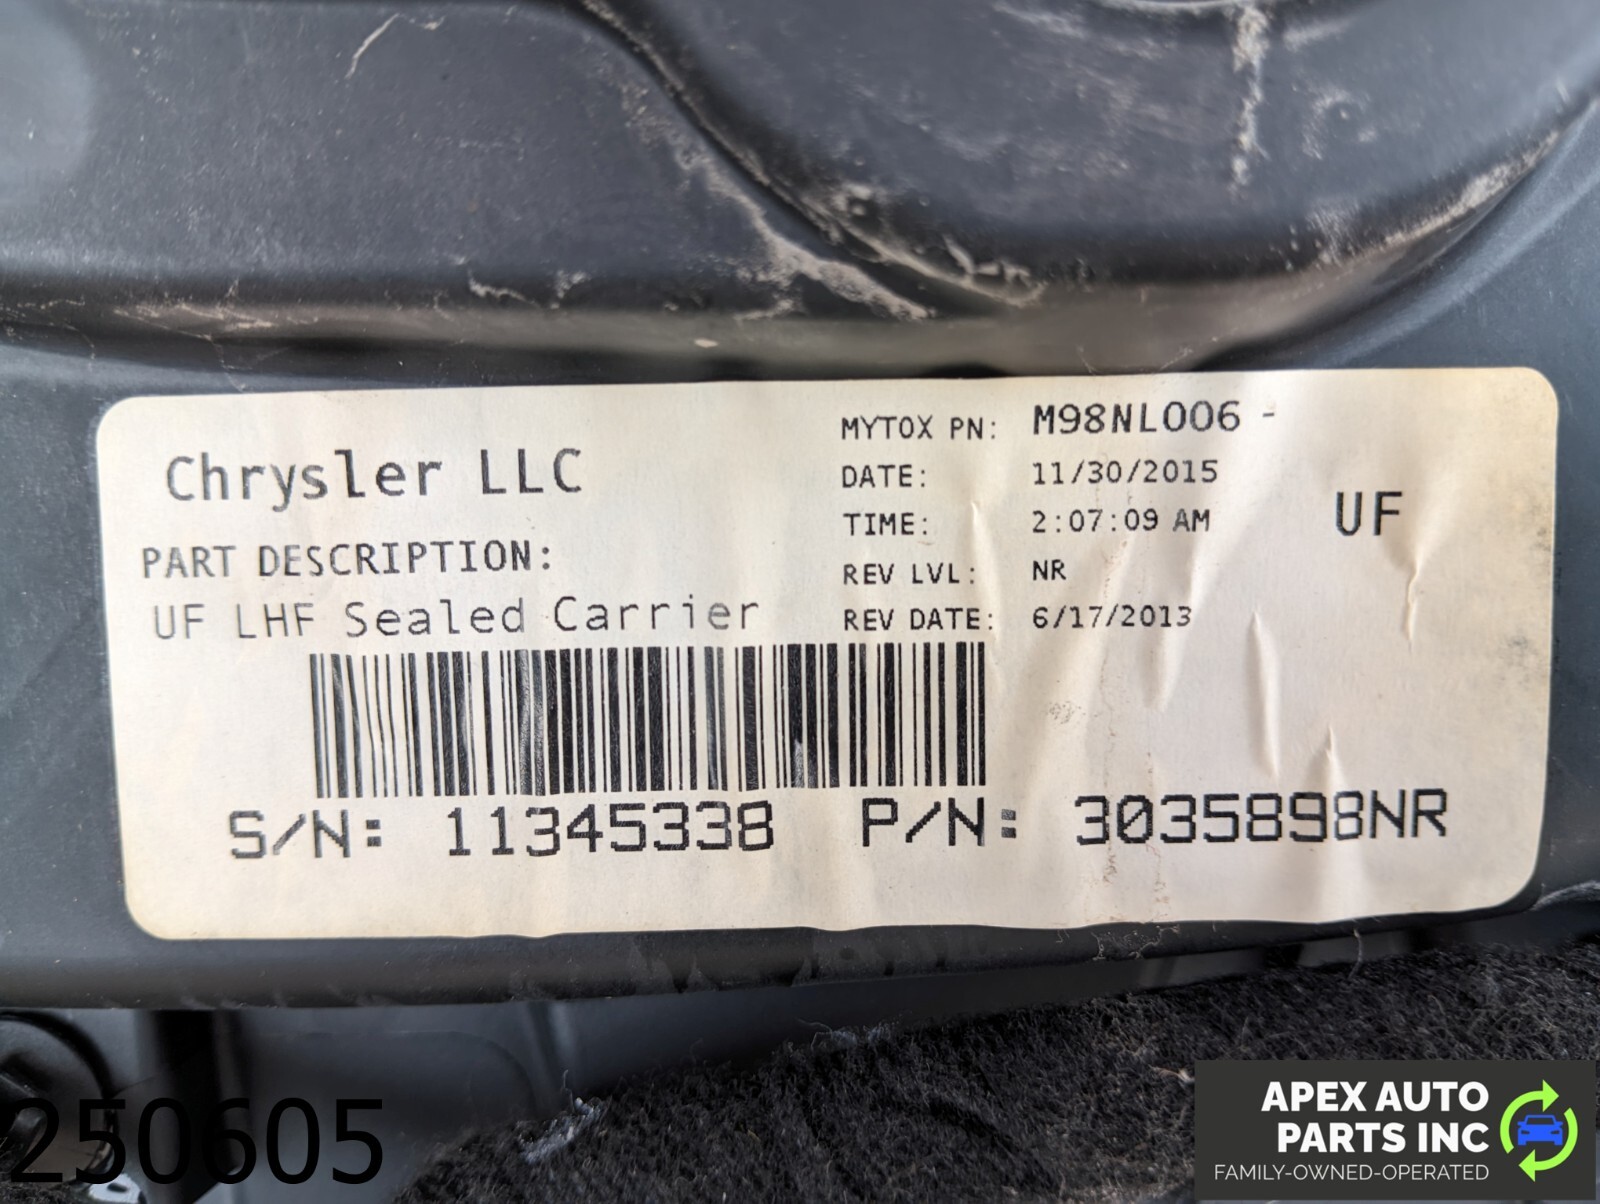 Chrysler LLC
PART DESCRIPTION:
UF LHF Sealed Carrier
MYTOX PN: M98NL006 -
DATE: 11/30/2015
TIME: 2:07:09 AM
REV LVL: NR
REV DATE: 6/17/2013
UF
S/N: 11345338 P/N: 3035898NR
250605
APEX AUTO
PARTS INC
FAMILY-OWNED-OPERATED